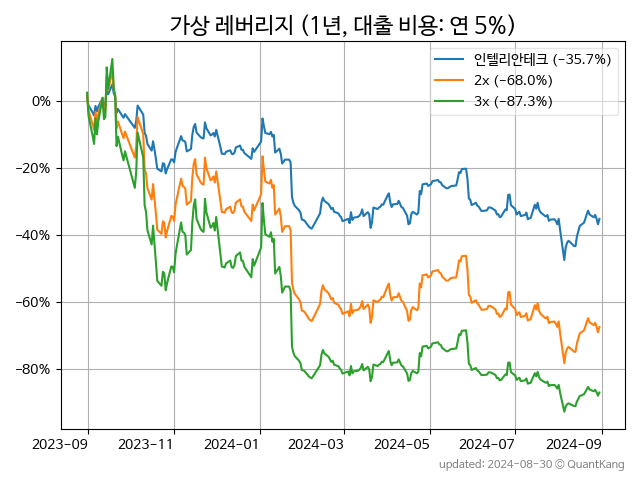 가상 레버리지 (1년, 대출 비용: 연 5%)
인텔리안테크 (−35.7%)
2x (−68.0%)
3x (−87.3%)
0%
−20%
−40%
−60%
−80%
2023-09 2023-11 2024-01 2024-03 2024-05 2024-07 2024-09
updated: 2024-08-30 © QuantKang